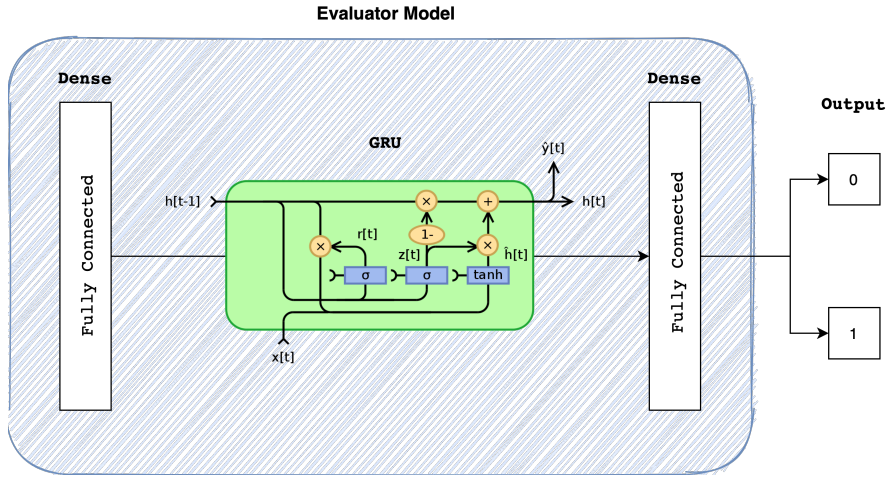 Evaluator Model
Dense
Fully Connected
GRU
h[t-1]
r[t]
z[t]
ĥ[t]
ŷ[t]
h[t]
×
+
×
1-
×
σ
σ
tanh
x[t]
Dense
Fully Connected
Output
0
1